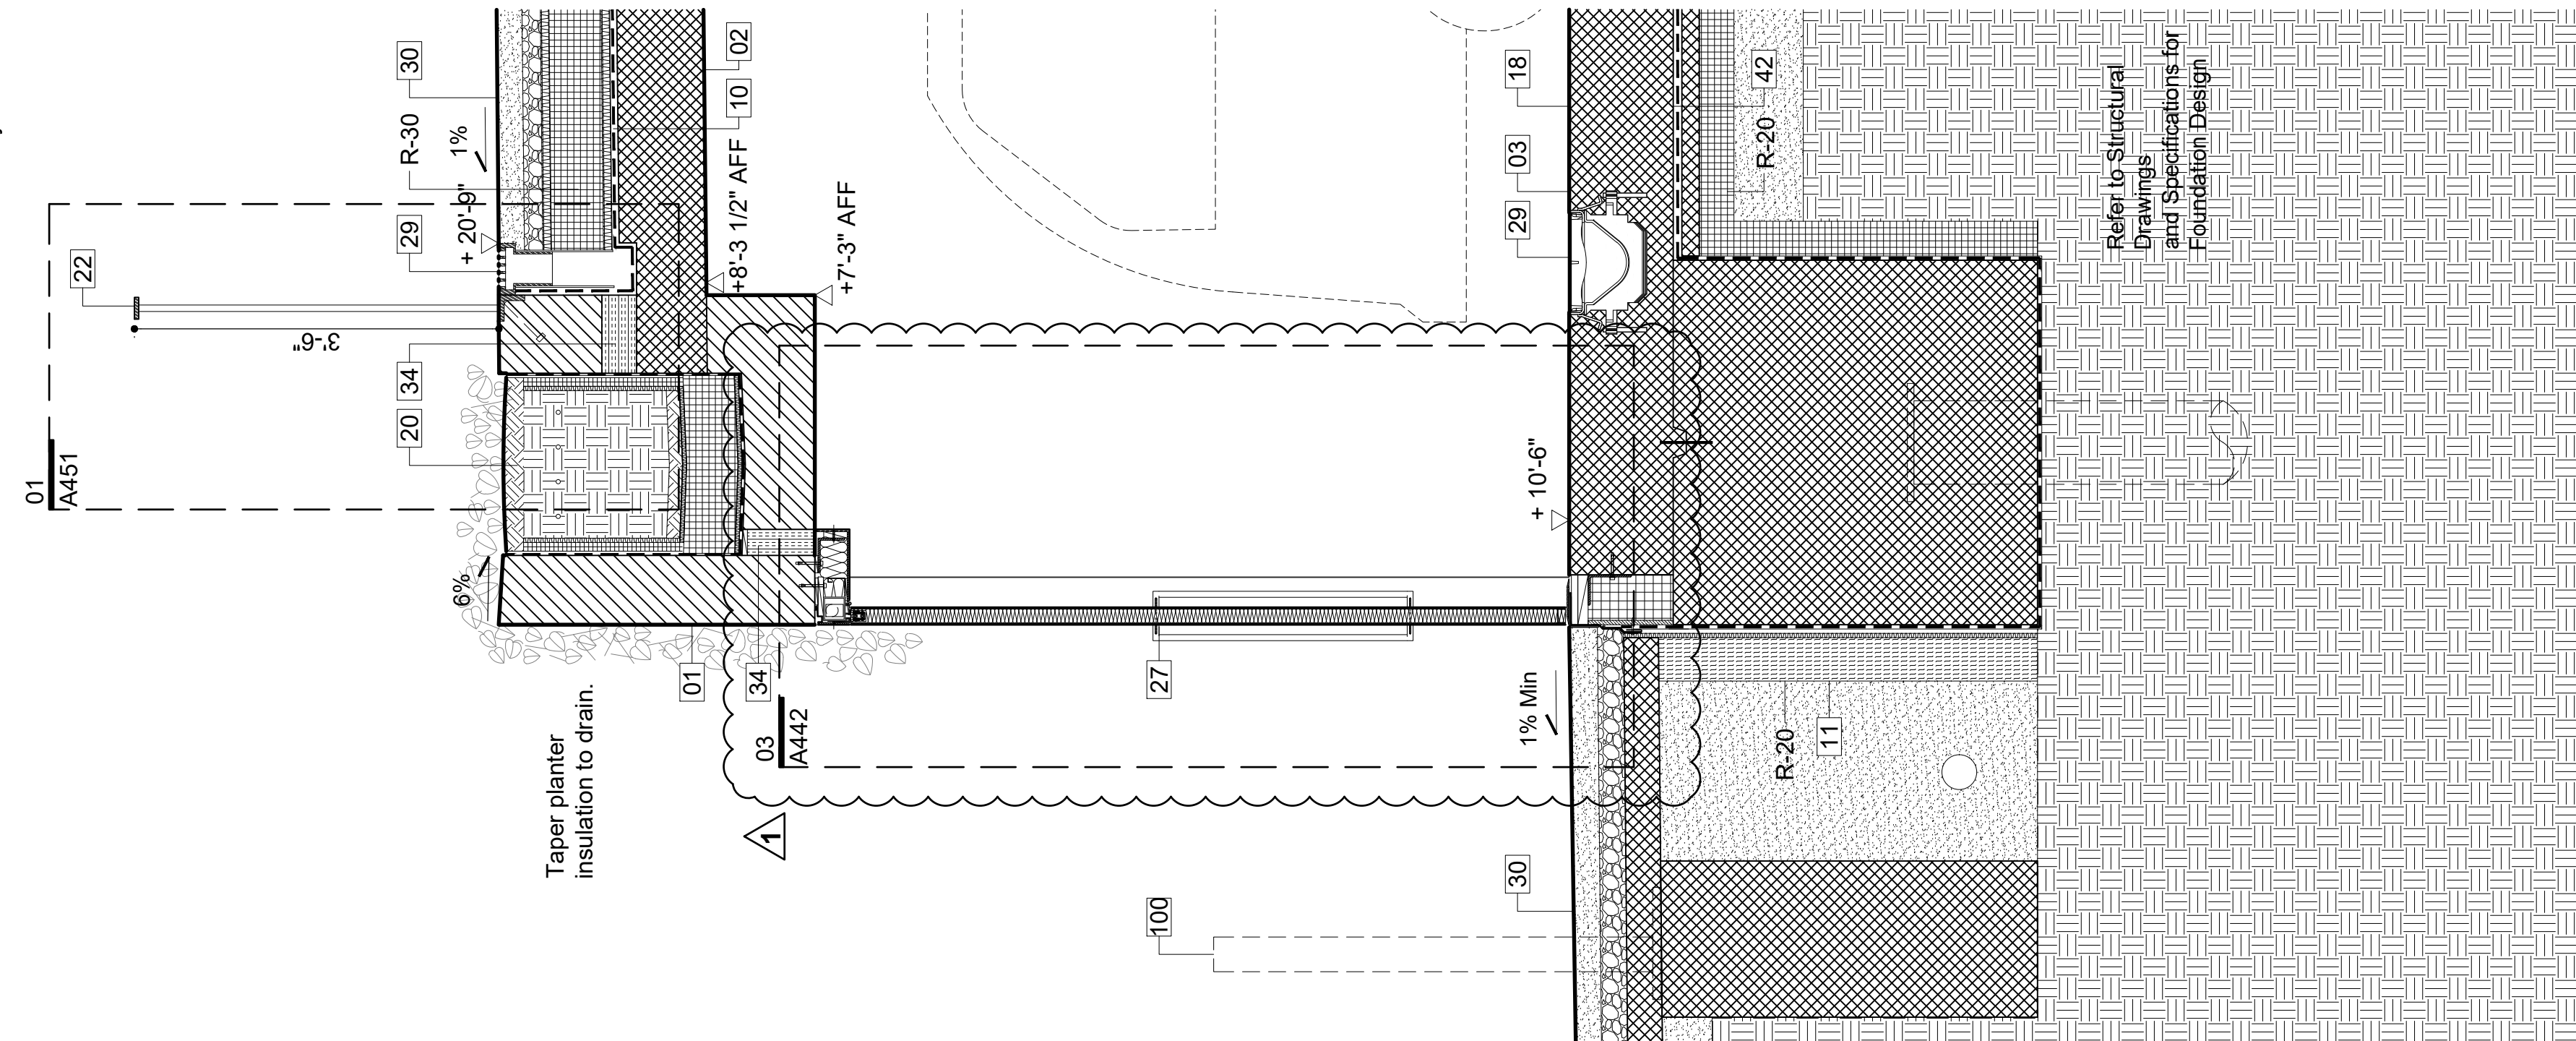 01
A451
22
3'-6"
30
R-30
1%
29
+ 20'-9"
34
20
02
10
+8'-3 1/2" AFF
+7'-3" AFF
6%
Taper planter
insulation to drain.
01
34
03
A442
1
27
100
18
03
29
42
R-20
+ 10'-6"
1% Min
30
R-20
11
Refer to Structural
Drawings
and Specifications for
Foundation Design